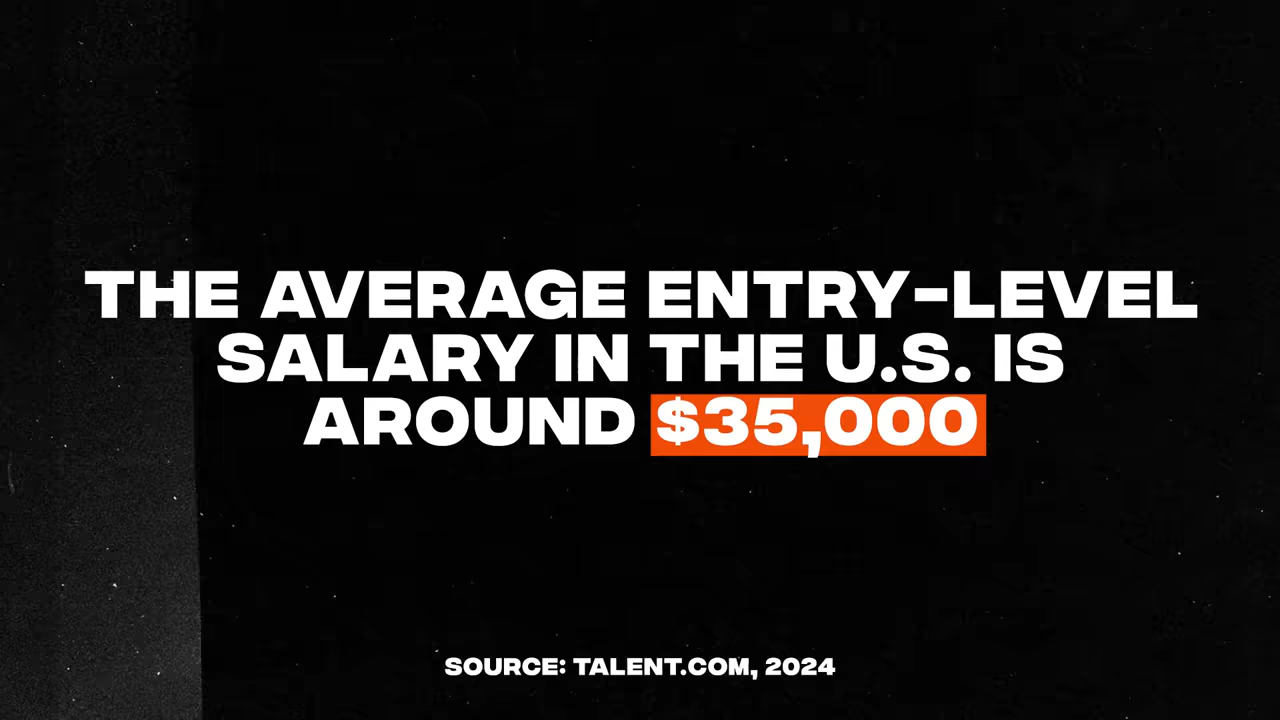 THE AVERAGE ENTRY-LEVEL
SALARY IN THE U.S. IS
AROUND $35,000
SOURCE: TALENT.COM, 2024